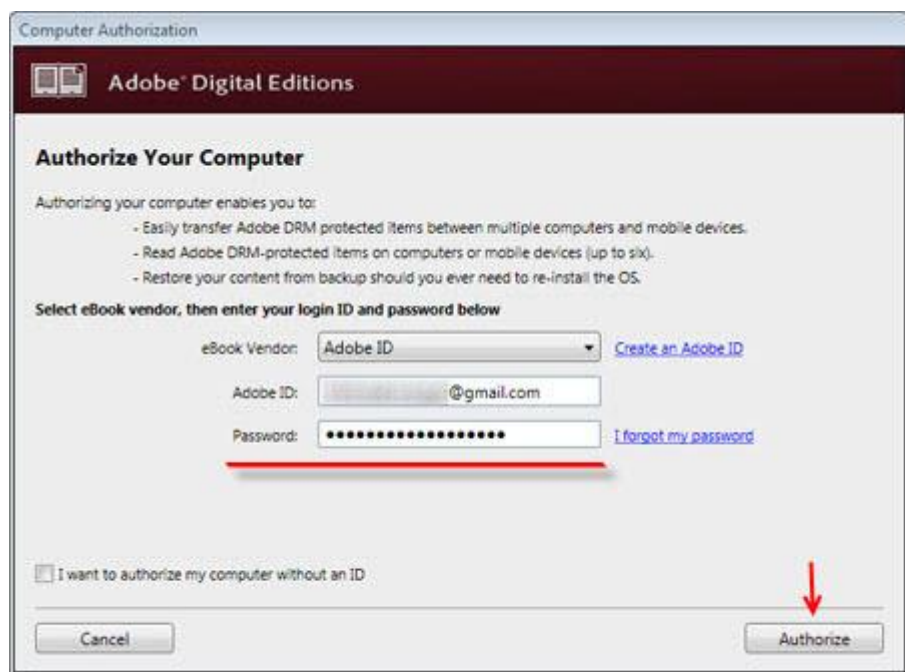 Computer Authorization
Adobe® Digital Editions
Authorize Your Computer
Authorizing your computer enables you to:
- Easily transfer Adobe DRM protected items between multiple computers and mobile devices.
- Read Adobe DRM-protected items on computers or mobile devices (up to six).
- Restore your content from backup should you ever need to re-install the OS.
Select eBook vendor, then enter your login ID and password below
eBook Vendor: Adobe ID Create an Adobe ID
Adobe ID: @gmail.com
Password: ●●●●●●●●●●●●●●●●●● I forgot my password
I want to authorize my computer without an ID
Cancel Authorize